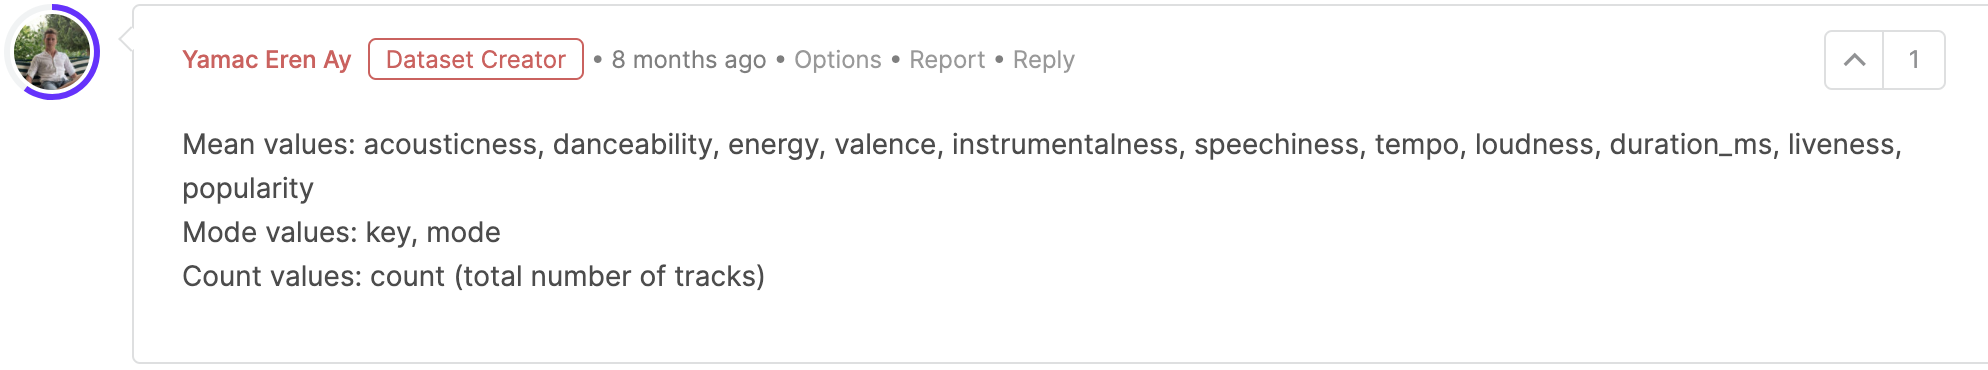 Yamac Eren Ay Dataset Creator • 8 months ago • Options • Report • Reply 1
Mean values: acousticness, danceability, energy, valence, instrumentalness, speechiness, tempo, loudness, duration_ms, liveness,
popularity
Mode values: key, mode
Count values: count (total number of tracks)